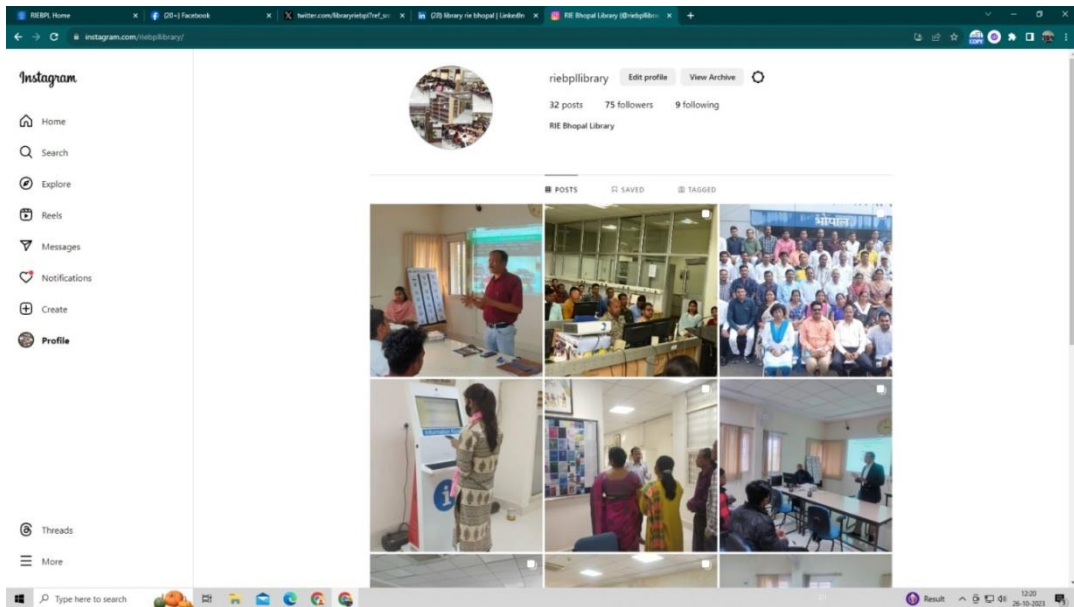 RIEBPL Home
(20+) Facebook
twitter.com/libraryriebpl?ref_src
(20) library rie bhopal | LinkedIn
RIE Bhopal Library (@riebpllibra
instagram.com/riebpllibrary/
COPY
Instagram
riebpllibrary Edit profile View Archive
32 posts 75 followers 9 following
RIE Bhopal Library
Home
Search
Explore
Reels
Messages
Notifications
Create
Profile
POSTS SAVED TAGGED
भोपाल
i
Threads
More
Type here to search
Result
12:20
26-10-2023